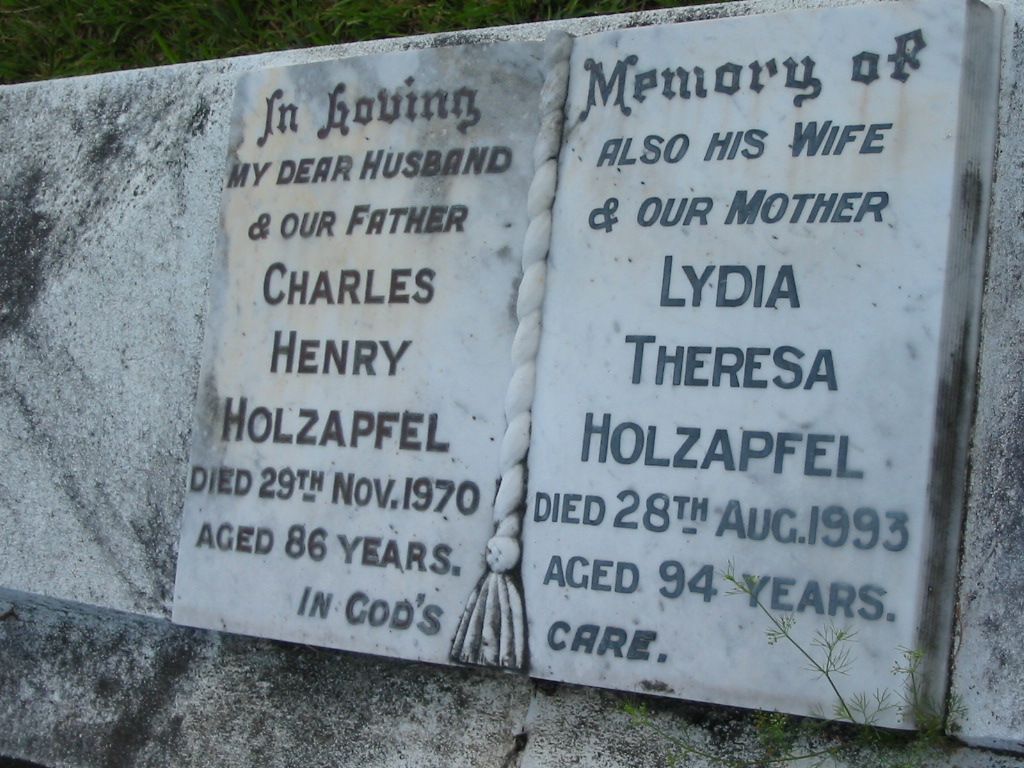 In Loving
MY DEAR HUSBAND
& OUR FATHER
CHARLES
HENRY
HOLZAPFEL
DIED 29TH NOV. 1970
AGED 86 YEARS.
IN GOD'S
Memory of
ALSO HIS WIFE
& OUR MOTHER
LYDIA
THERESA
HOLZAPFEL
DIED 28TH AUG. 1993
AGED 94 YEARS.
CARE.